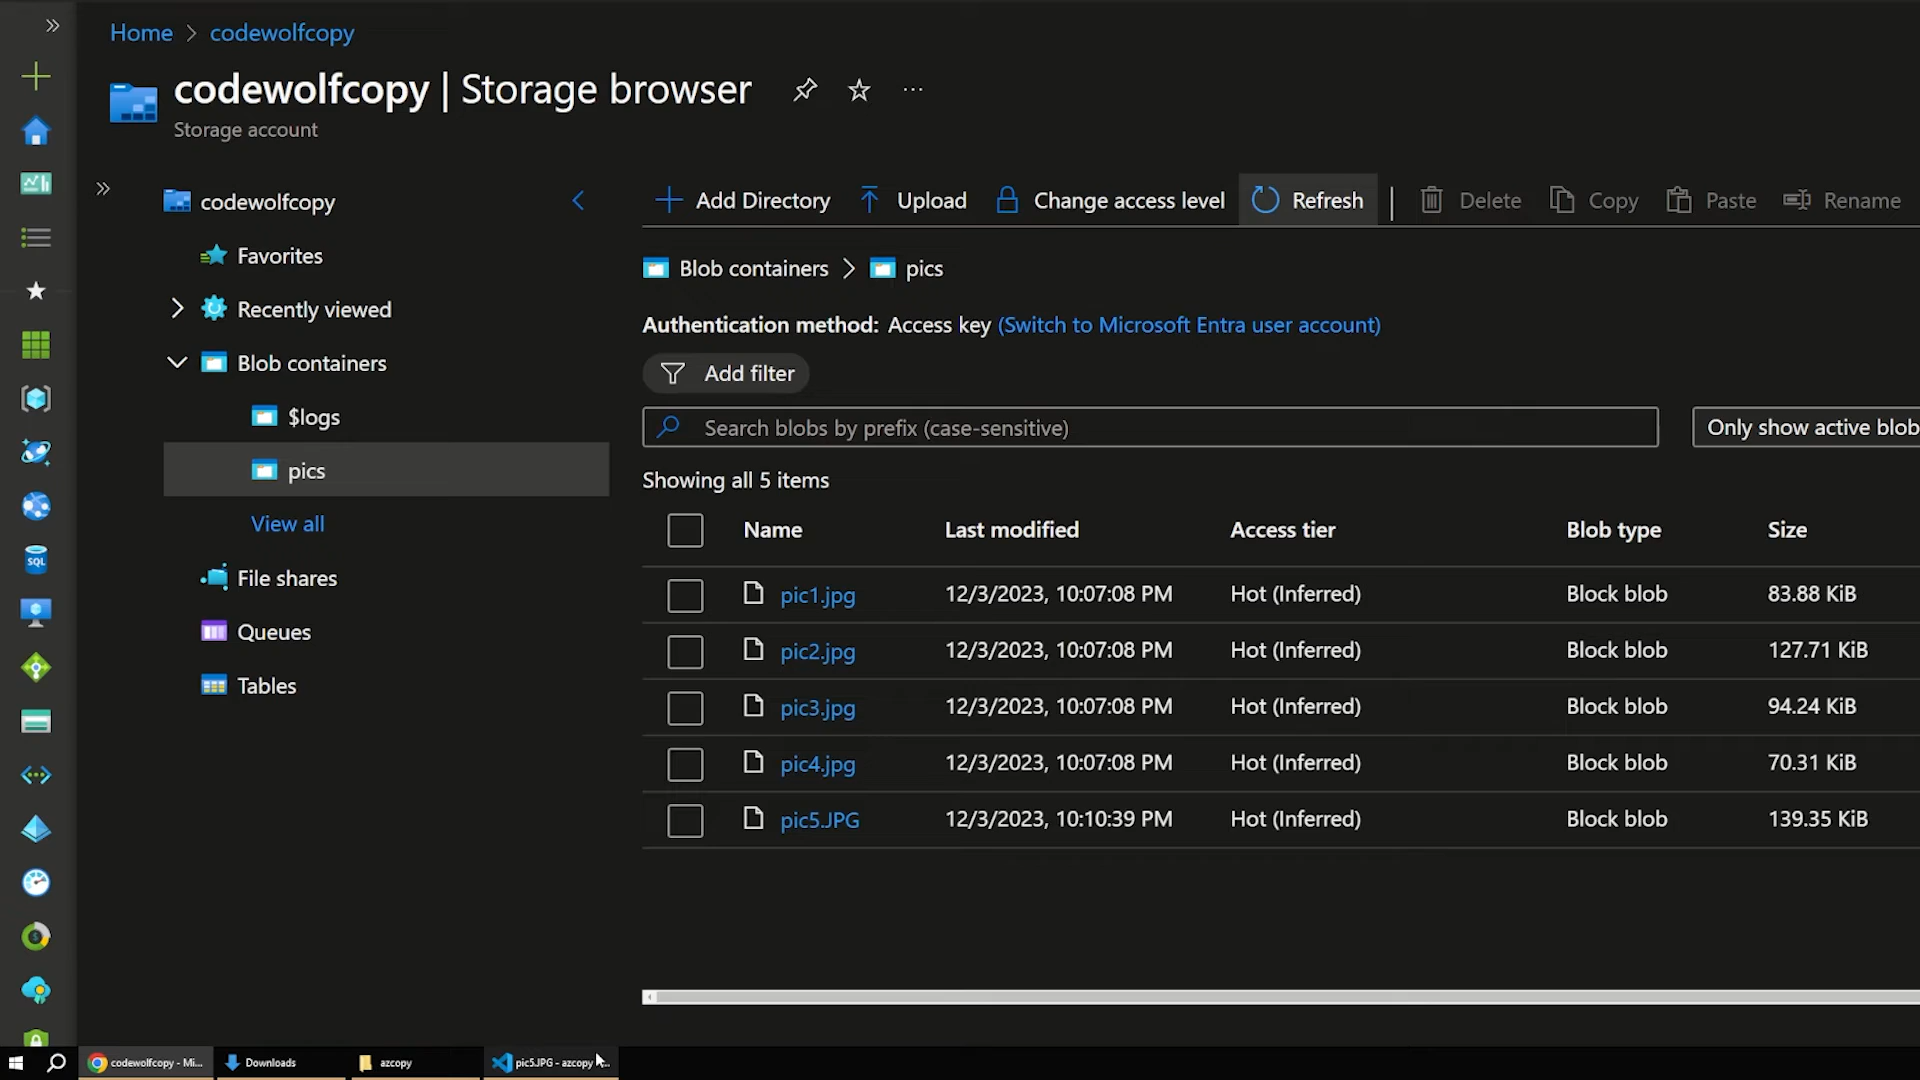 Home > codewolfcopy
codewolfcopy | Storage browser
Storage account
codewolfcopy
Favorites
Recently viewed
Blob containers
$logs
pics
View all
File shares
Queues
Tables
Add Directory Upload Change access level Refresh | Delete Copy Paste Rename
Blob containers > pics
Authentication method: Access key (Switch to Microsoft Entra user account)
Add filter
Search blobs by prefix (case-sensitive) Only show active blob
Showing all 5 items
Name Last modified Access tier Blob type Size
pic1.jpg 12/3/2023, 10:07:08 PM Hot (Inferred) Block blob 83.88 KiB
pic2.jpg 12/3/2023, 10:07:08 PM Hot (Inferred) Block blob 127.71 KiB
pic3.jpg 12/3/2023, 10:07:08 PM Hot (Inferred) Block blob 94.24 KiB
pic4.jpg 12/3/2023, 10:07:08 PM Hot (Inferred) Block blob 70.31 KiB
pic5.JPG 12/3/2023, 10:10:39 PM Hot (Inferred) Block blob 139.35 KiB
SQL
codewolfcopy - Mi... Downloads azcopy pic5.JPG - azcopy ...